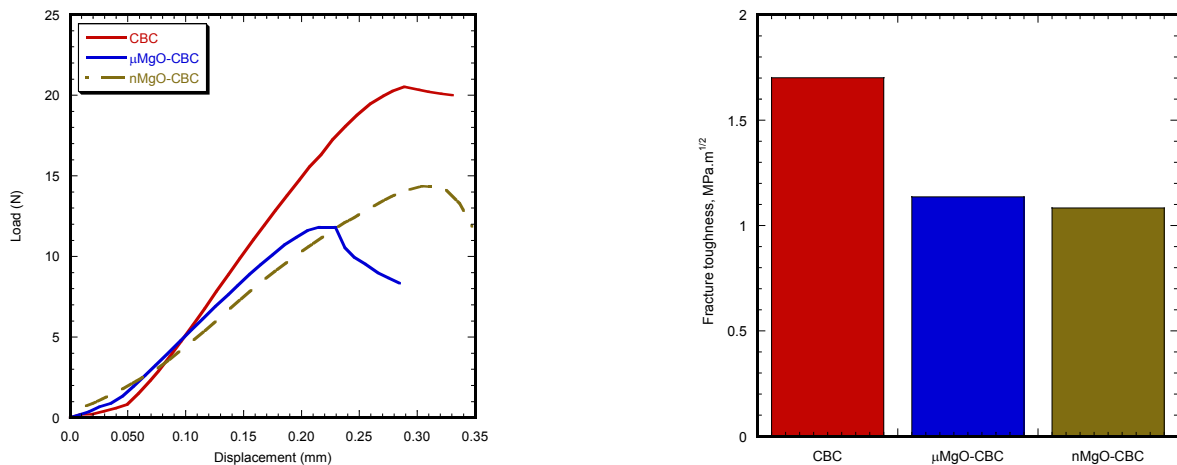 CBC
μMgO-CBC
nMgO-CBC
25
20
15
10
5
0
Load (N)
0.0 0.050 0.10 0.15 0.20 0.25 0.30 0.35
Displacement (mm)
2
1.5
1
0.5
0
Fracture toughness, MPa.m1/2
CBC μMgO-CBC nMgO-CBC